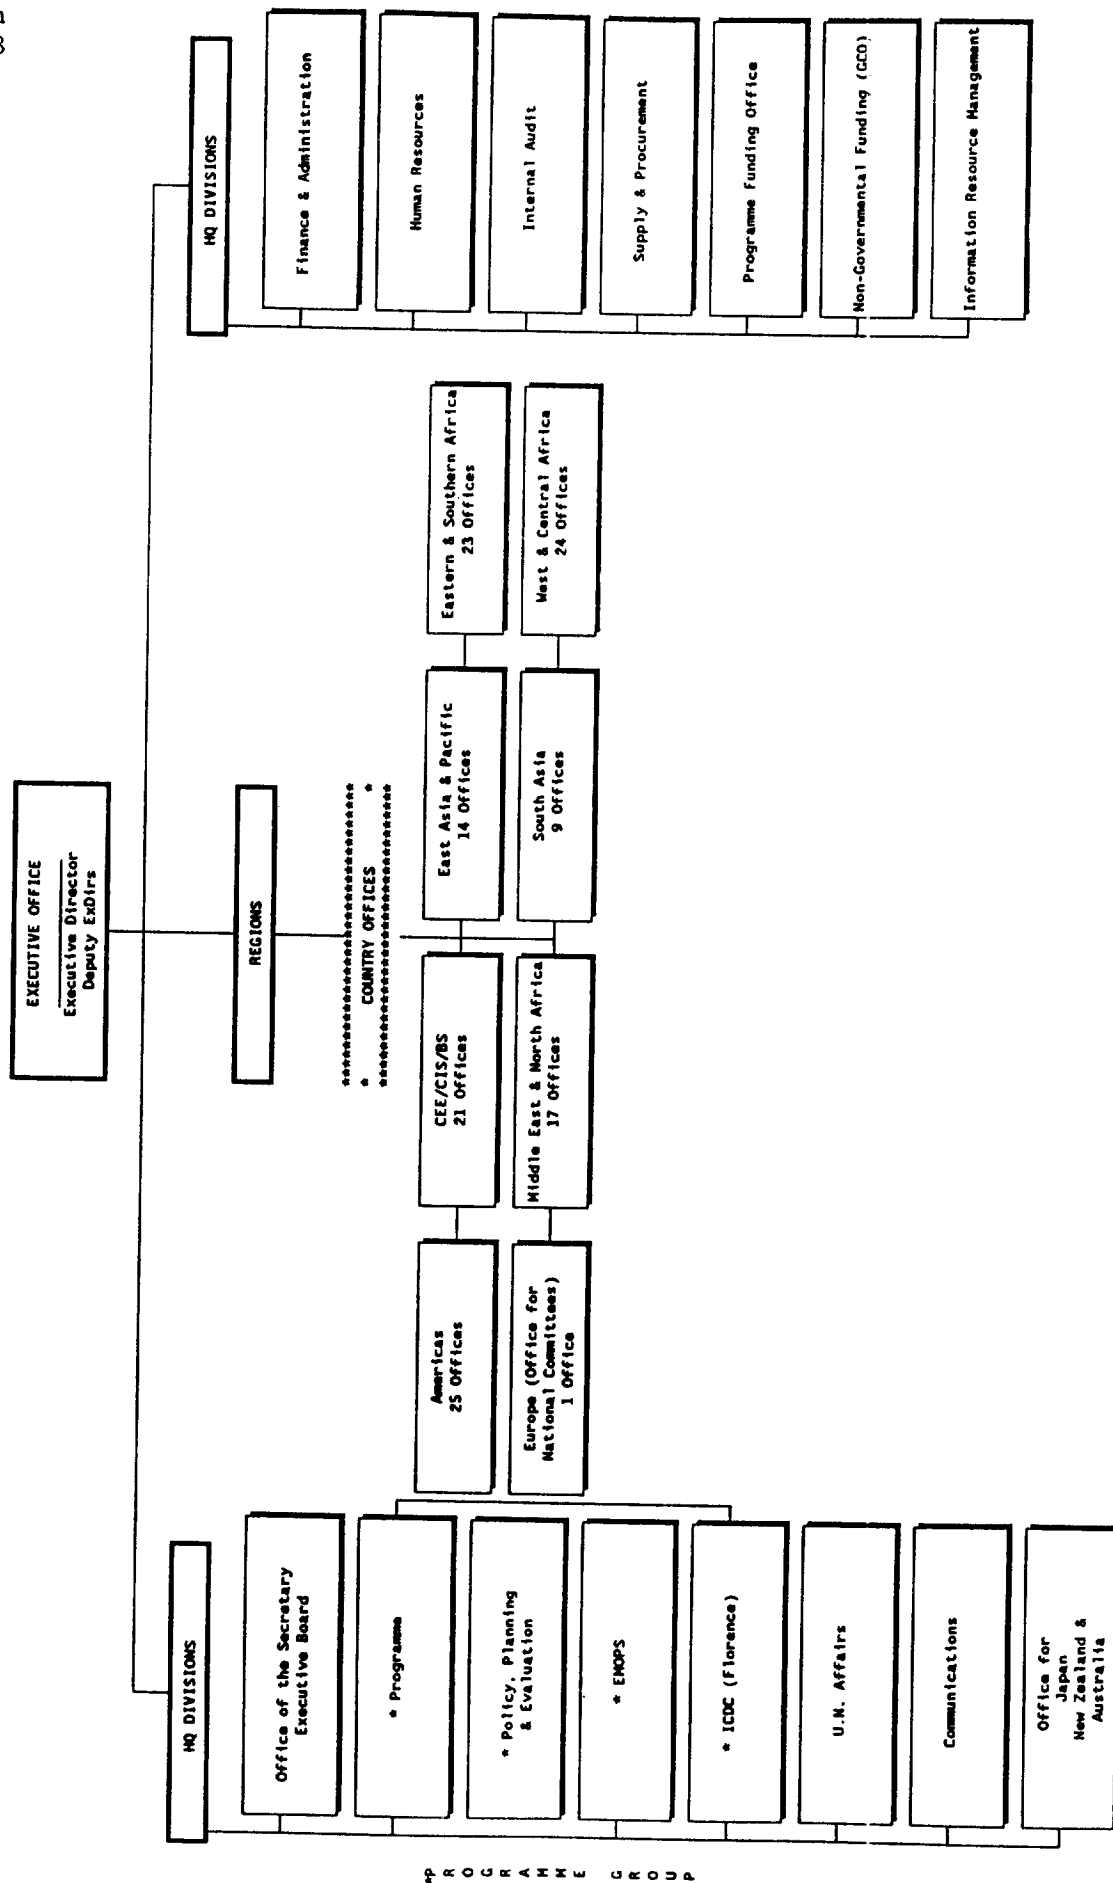 EXECUTIVE OFFICE
Executive Director
Deputy ExDirs
HQ DIVISIONS
Office of the Secretary
Executive Board
* Programme
* Policy, Planning
& Evaluation
* EMOPS
* ICDC (Florence)
U.N. Affairs
Communications
Office for
Japan
New Zealand &
Australia
*PROGRAMME GROUP
REGIONS
* COUNTRY OFFICES *
Americas
25 Offices
CEE/CIS/BS
21 Offices
East Asia & Pacific
14 Offices
Eastern & Southern Africa
23 Offices
Europe (Office for
National Committees)
1 Office
Middle East & North Africa
17 Offices
South Asia
9 Offices
West & Central Africa
24 Offices
HQ DIVISIONS
Finance & Administration
Human Resources
Internal Audit
Supply & Procurement
Programme Funding Office
Non-Governmental Funding (GCO)
Information Resource Management